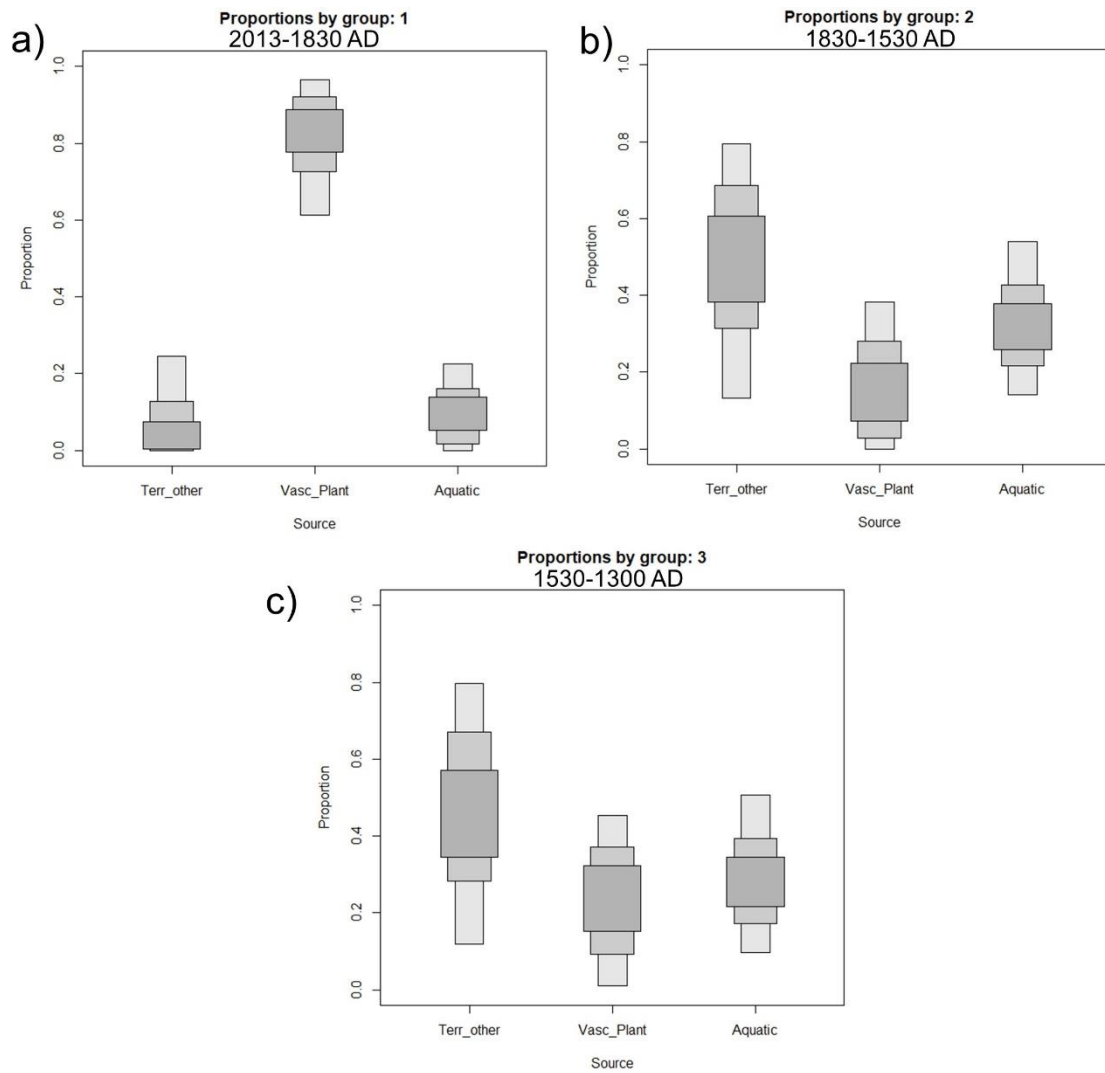 a)
Proportions by group: 1
2013-1830 AD
Proportion
1.0
0.8
0.6
0.4
0.2
0.0
Terr_other Vasc_Plant Aquatic
Source
b)
Proportions by group: 2
1830-1530 AD
Proportion
1.0
0.8
0.6
0.4
0.2
0.0
Terr_other Vasc_Plant Aquatic
Source
c)
Proportions by group: 3
1530-1300 AD
Proportion
1.0
0.8
0.6
0.4
0.2
0.0
Terr_other Vasc_Plant Aquatic
Source